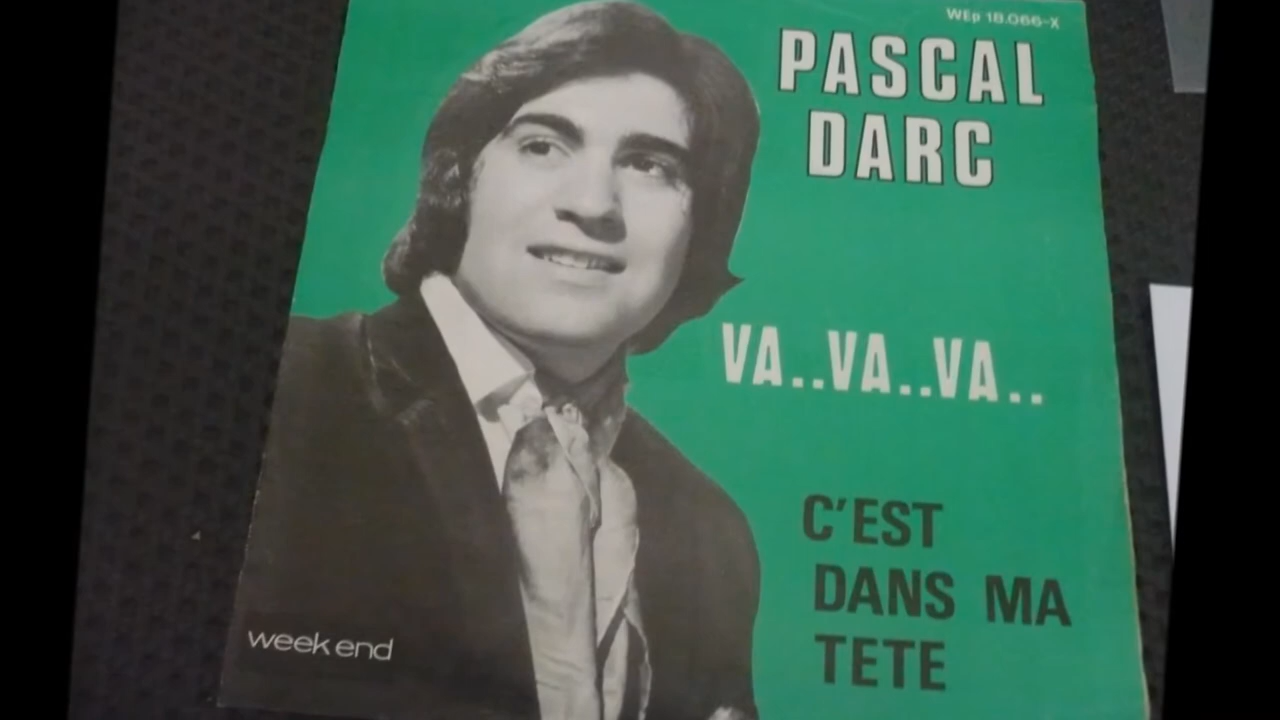 WEp 18.066-X
PASCAL
DARC
VA..VA..VA..
C'EST
DANS MA
TETE
week end